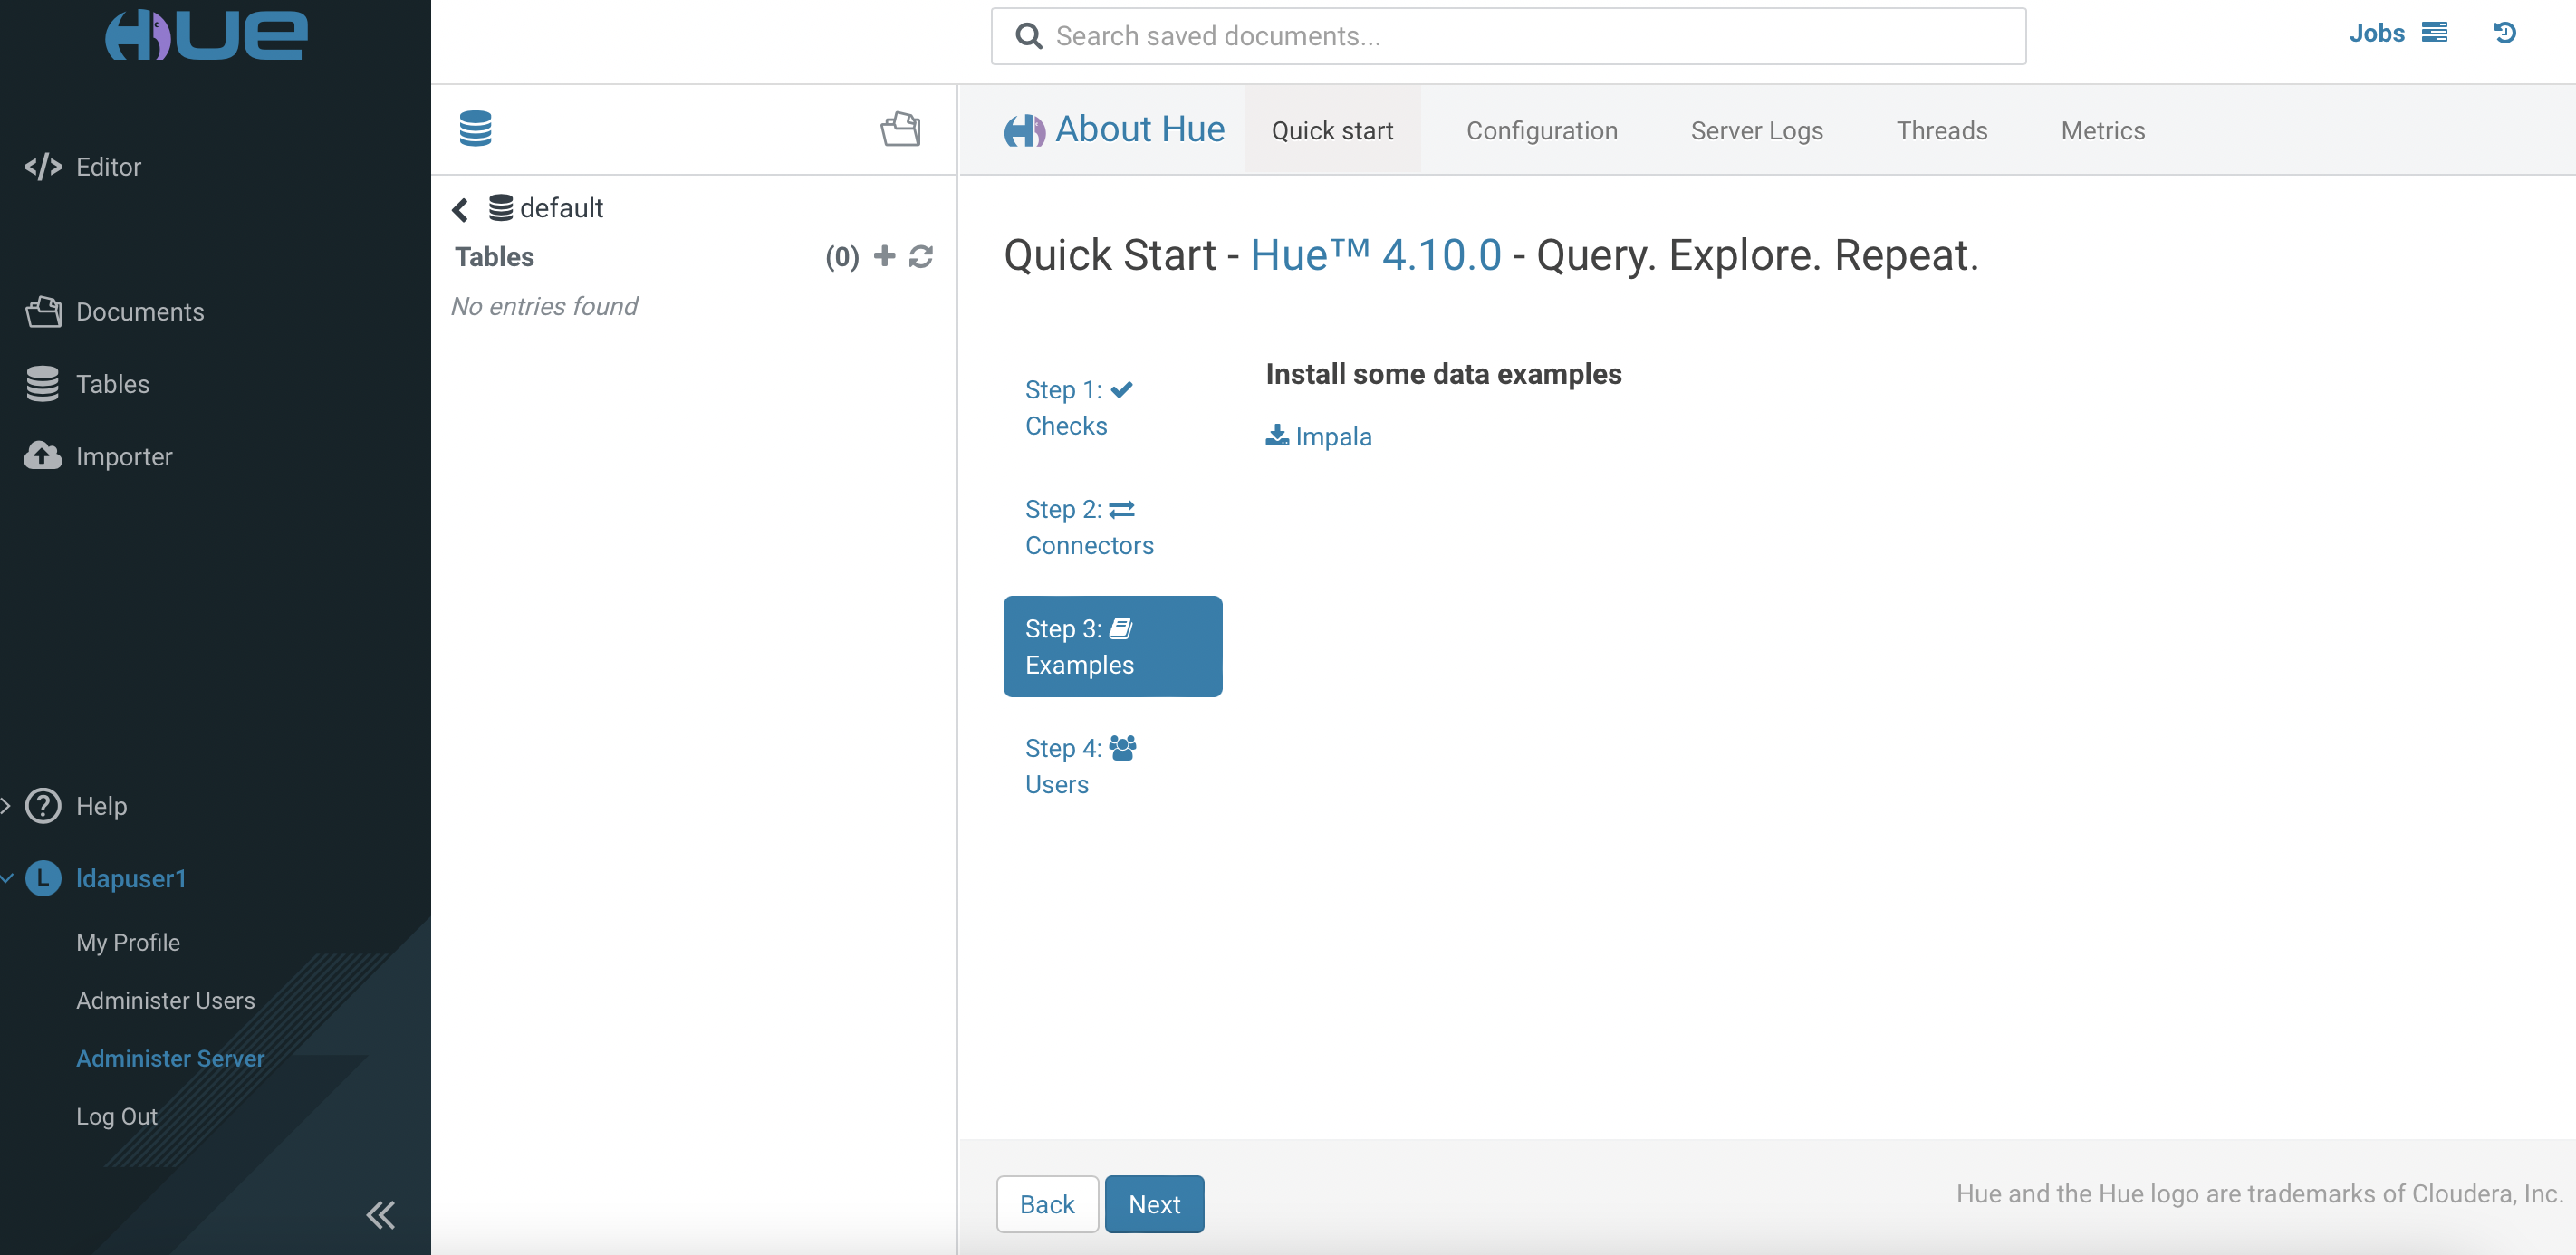 HUE
Search saved documents...
Jobs
Editor
Documents
Tables
Importer
Help
L ldapuser1
My Profile
Administer Users
Administer Server
Log Out
default
Tables (0)
No entries found
About Hue Quick start Configuration Server Logs Threads Metrics
Quick Start - Hue™ 4.10.0 - Query. Explore. Repeat.
Step 1:
Checks
Step 2:
Connectors
Step 3:
Examples
Step 4:
Users
Install some data examples
Impala
Back Next
Hue and the Hue logo are trademarks of Cloudera, Inc.